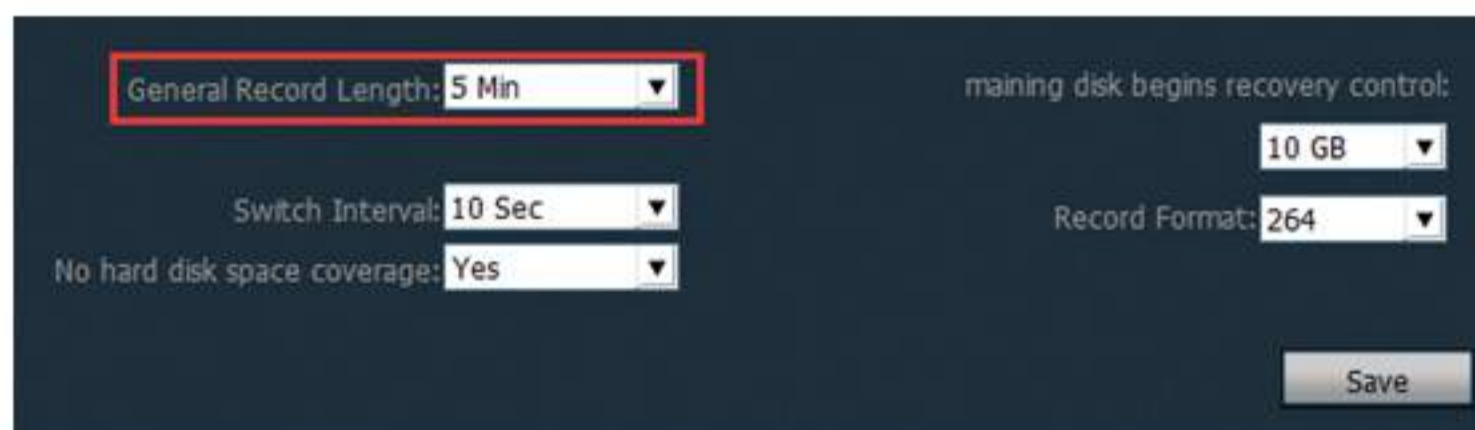 General Record Length: 5 Min
maining disk begins recovery control:
10 GB
Switch Interval: 10 Sec
Record Format: 264
No hard disk space coverage: Yes
Save